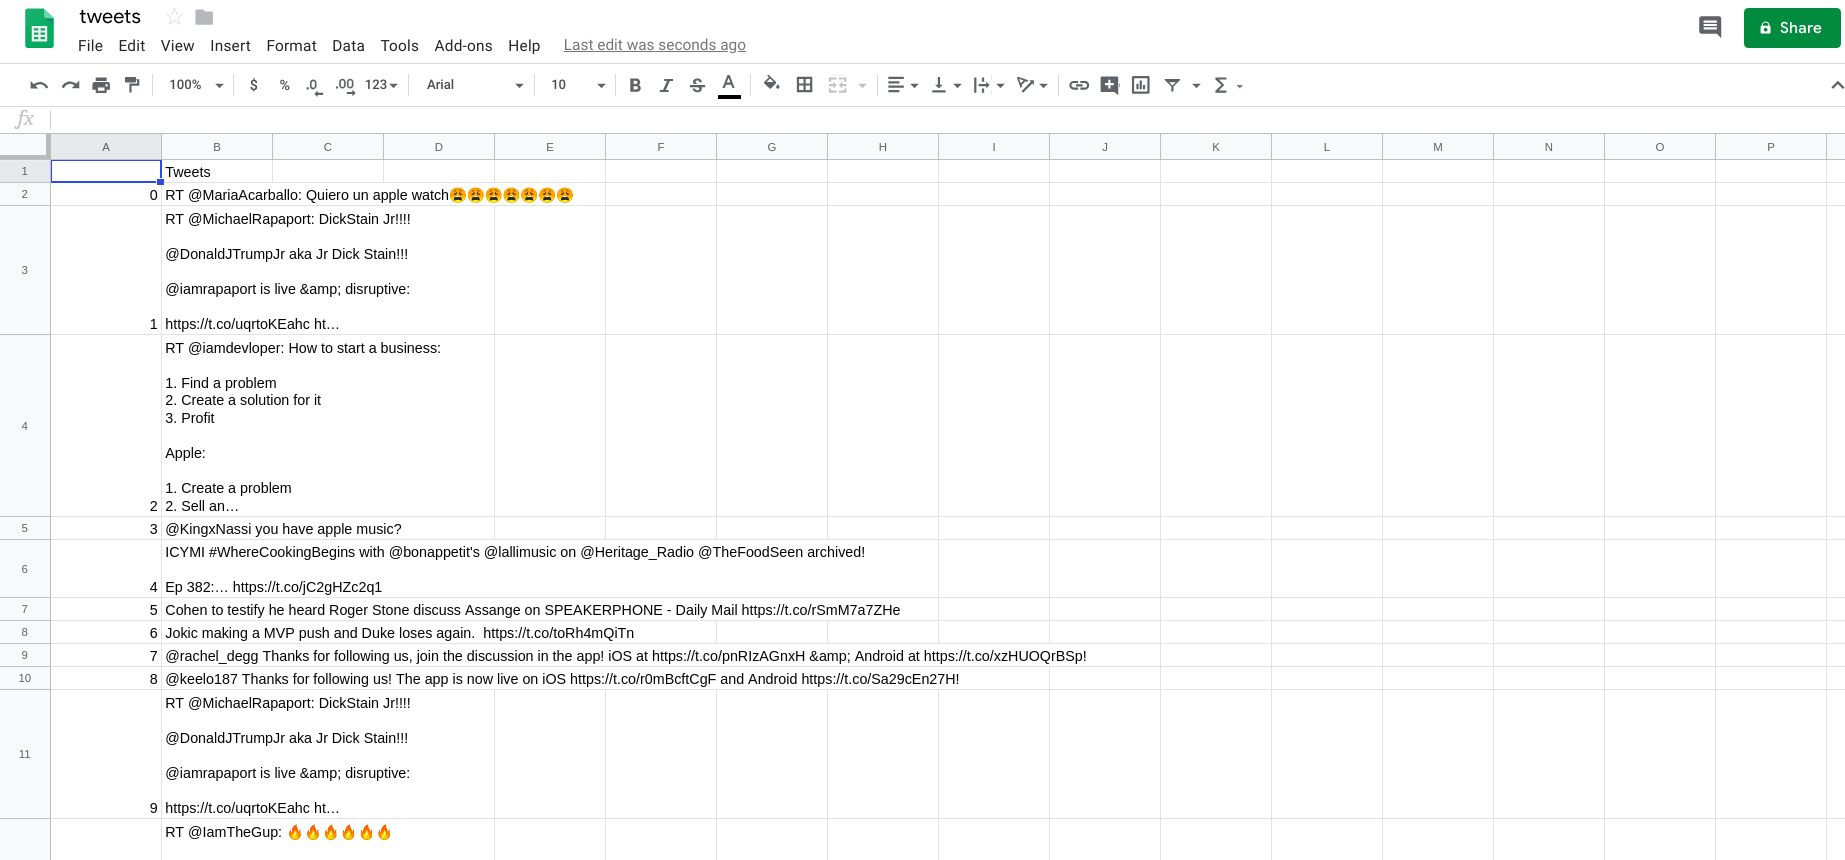 tweets
File Edit View Insert Format Data Tools Add-ons Help Last edit was seconds ago
Share
100% $ % .0 .00 123 Arial 10 B I S A Σ
fx
A B C D E F G H I J K L M N O P
1 Tweets
2 0 RT @MariaAcarballo: Quiero un apple watch😩😩😩😩😩😩😩
RT @MichaelRapaport: DickStain Jr!!!!
@DonaldJTrumpJr aka Jr Dick Stain!!!
3
@iamrapaport is live &amp; disruptive:
1 https://t.co/uqrtoKEahc ht…
RT @iamdevloper: How to start a business:
1. Find a problem
2. Create a solution for it
3. Profit
4
Apple:
1. Create a problem
2 2. Sell an…
5 3 @KingxNassi you have apple music?
ICYMI #WhereCookingBegins with @bonappetit's @lallimusic on @Heritage_Radio @TheFoodSeen archived!
6
4 Ep 382:… https://t.co/jC2gHZc2q1
7 5 Cohen to testify he heard Roger Stone discuss Assange on SPEAKERPHONE - Daily Mail https://t.co/rSmM7a7ZHe
8 6 Jokic making a MVP push and Duke loses again.  https://t.co/toRh4mQiTn
9 7 @rachel_degg Thanks for following us, join the discussion in the app! iOS at https://t.co/pnRIzAGnxH &amp; Android at https://t.co/xzHUOQrBSp!
10 8 @keelo187 Thanks for following us! The app is now live on iOS https://t.co/r0mBcftCgF and Android https://t.co/Sa29cEn27H!
RT @MichaelRapaport: DickStain Jr!!!!
@DonaldJTrumpJr aka Jr Dick Stain!!!
11
@iamrapaport is live &amp; disruptive:
9 https://t.co/uqrtoKEahc ht…
RT @IamTheGup: 🔥🔥🔥🔥🔥🔥